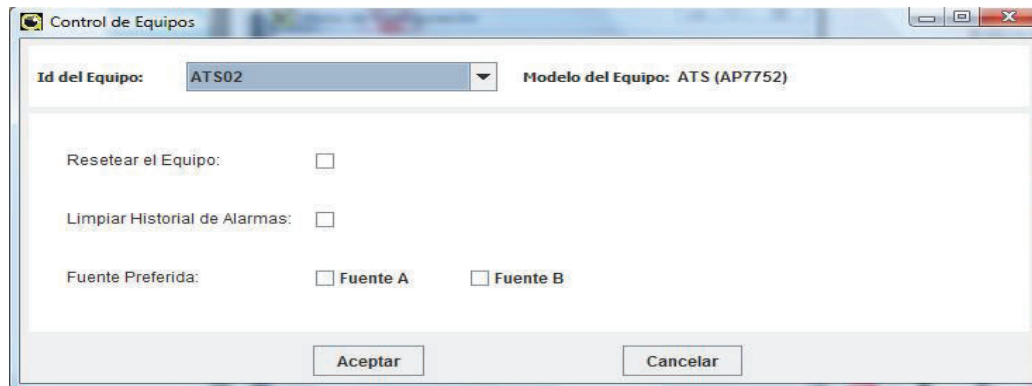 Control de Equipos
Id del Equipo: ATS02 Modelo del Equipo: ATS (AP7752)
Resetear el Equipo:
Limpiar Historial de Alarmas:
Fuente Preferida: Fuente A Fuente B
Aceptar Cancelar